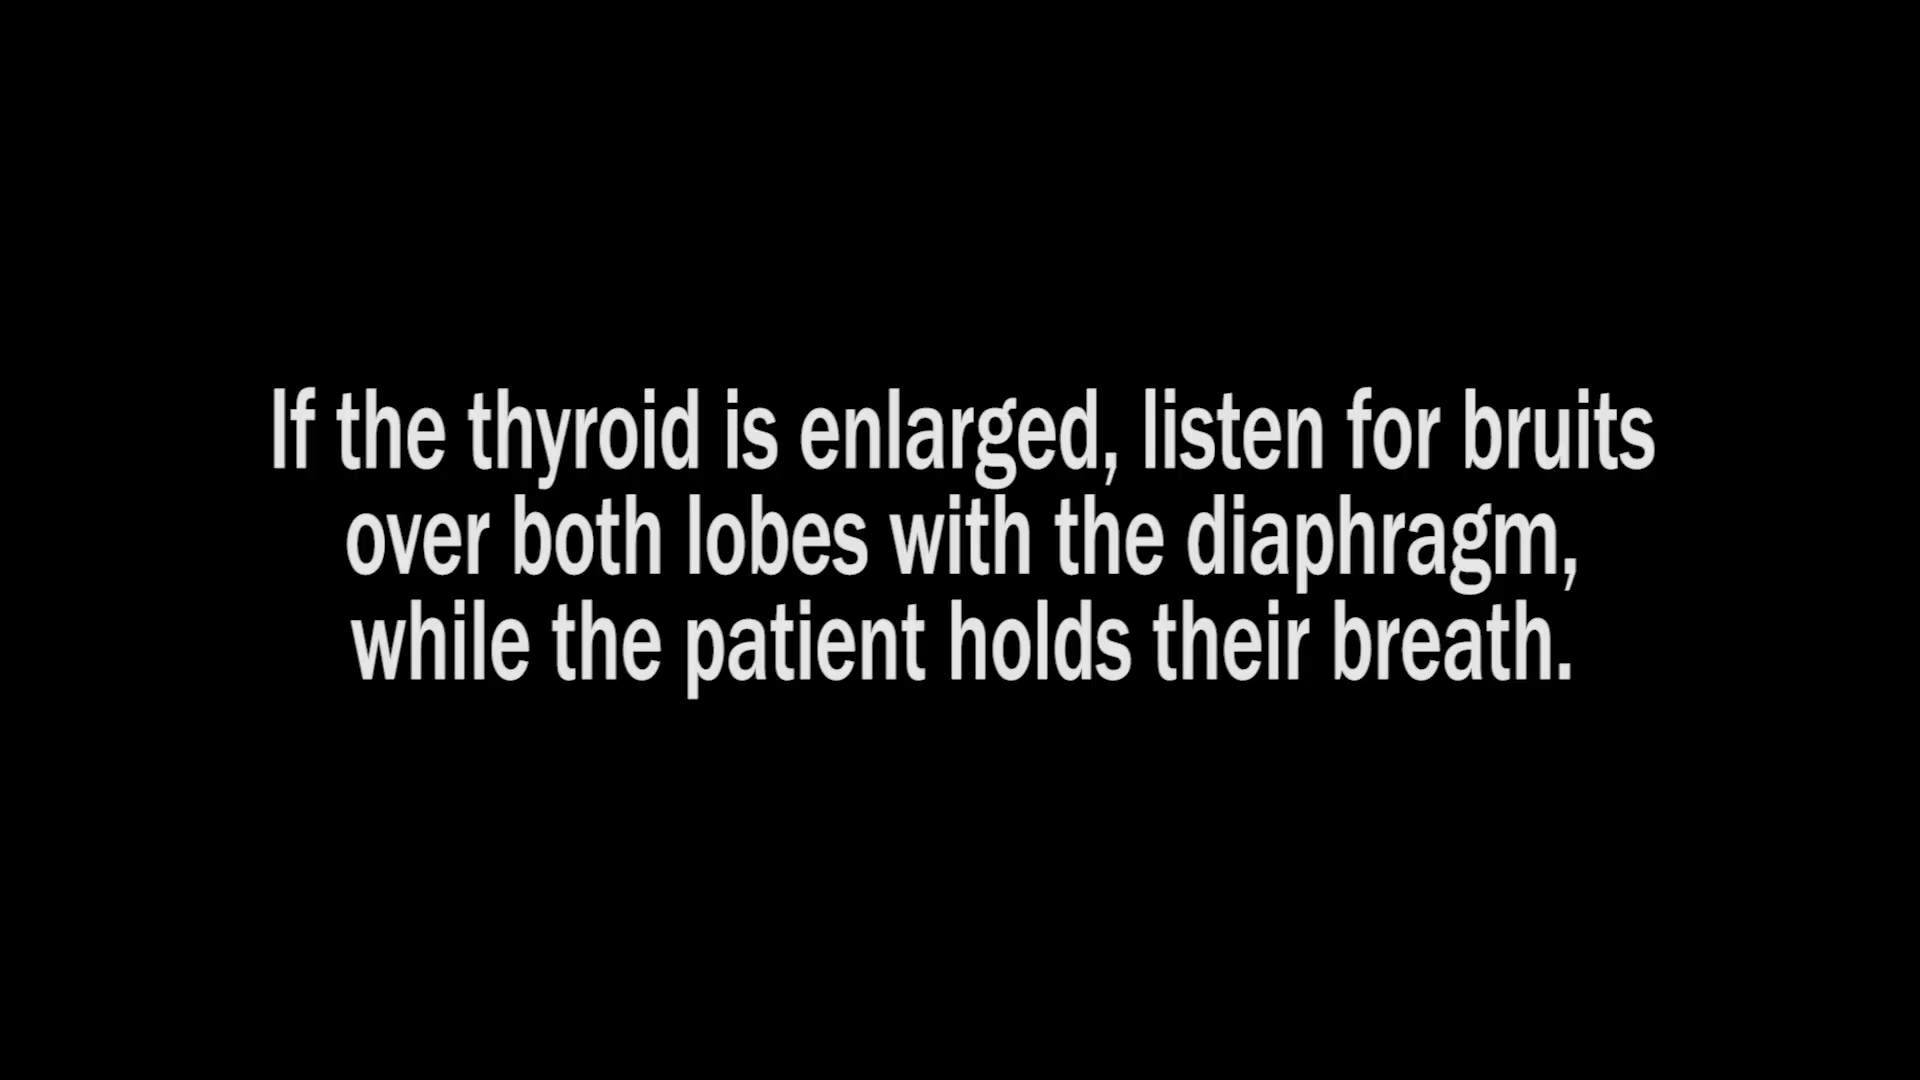 If the thyroid is enlarged, listen for bruits
over both lobes with the diaphragm,
while the patient holds their breath.